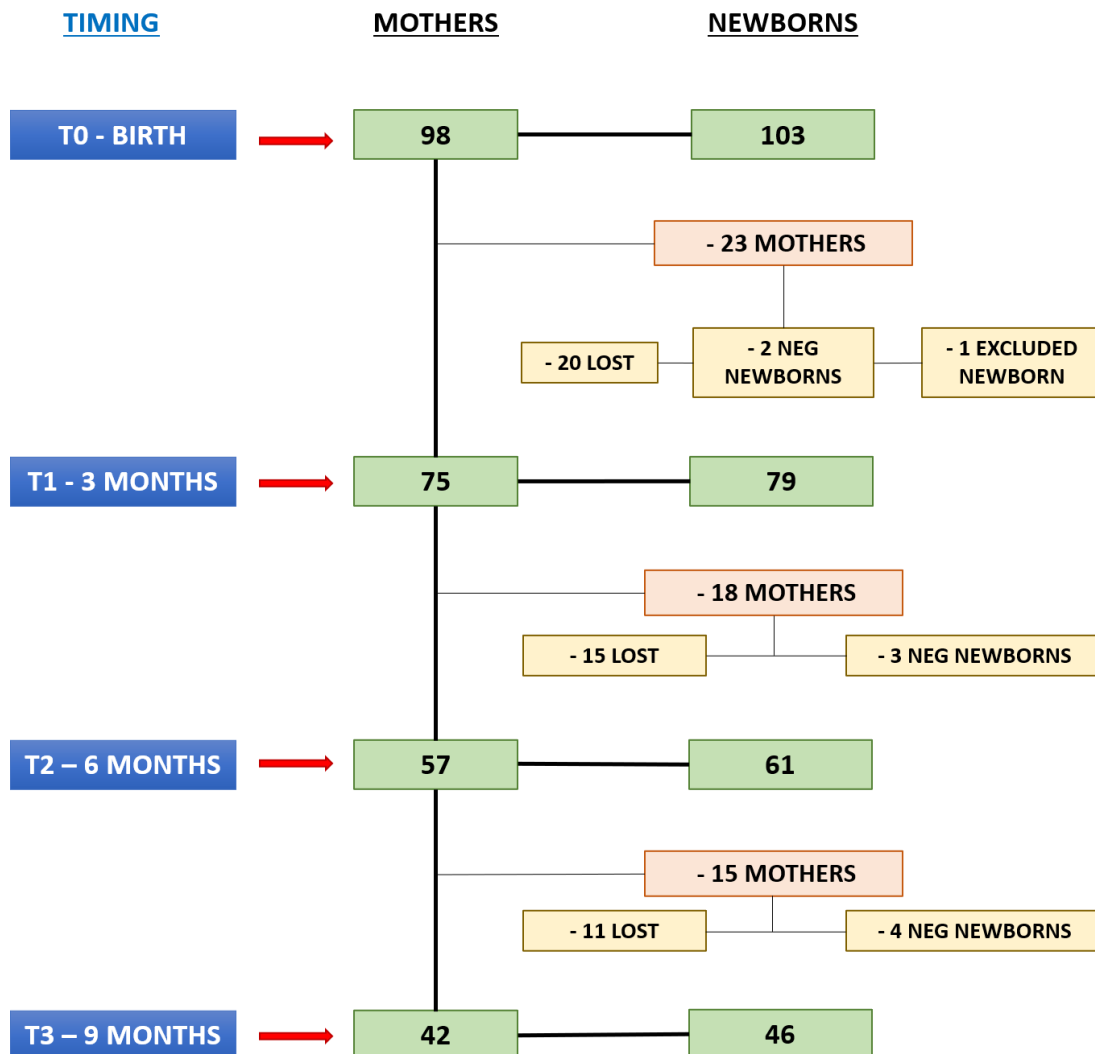 TIMING
MOTHERS
NEWBORNS
T0 - BIRTH
98
103
- 23 MOTHERS
- 20 LOST
- 2 NEG
NEWBORNS
- 1 EXCLUDED
NEWBORN
T1 - 3 MONTHS
75
79
- 18 MOTHERS
- 15 LOST
- 3 NEG NEWBORNS
T2 – 6 MONTHS
57
61
- 15 MOTHERS
- 11 LOST
- 4 NEG NEWBORNS
T3 – 9 MONTHS
42
46